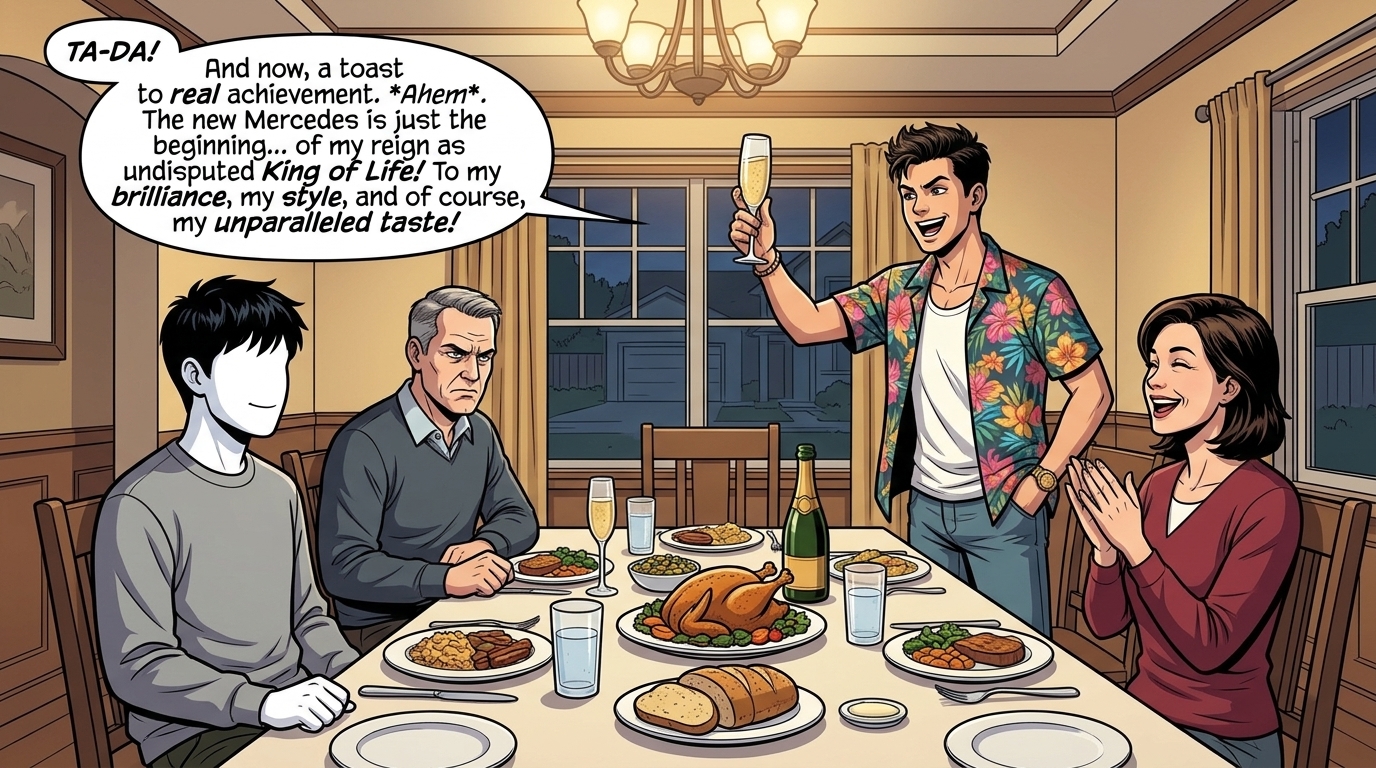 TA-DA!
And now, a toast
to real achievement. *Ahem*.
The new Mercedes is just the
beginning... of my reign as
undisputed King of Life! To my
brilliance, my style, and of course,
my unparalleled taste!